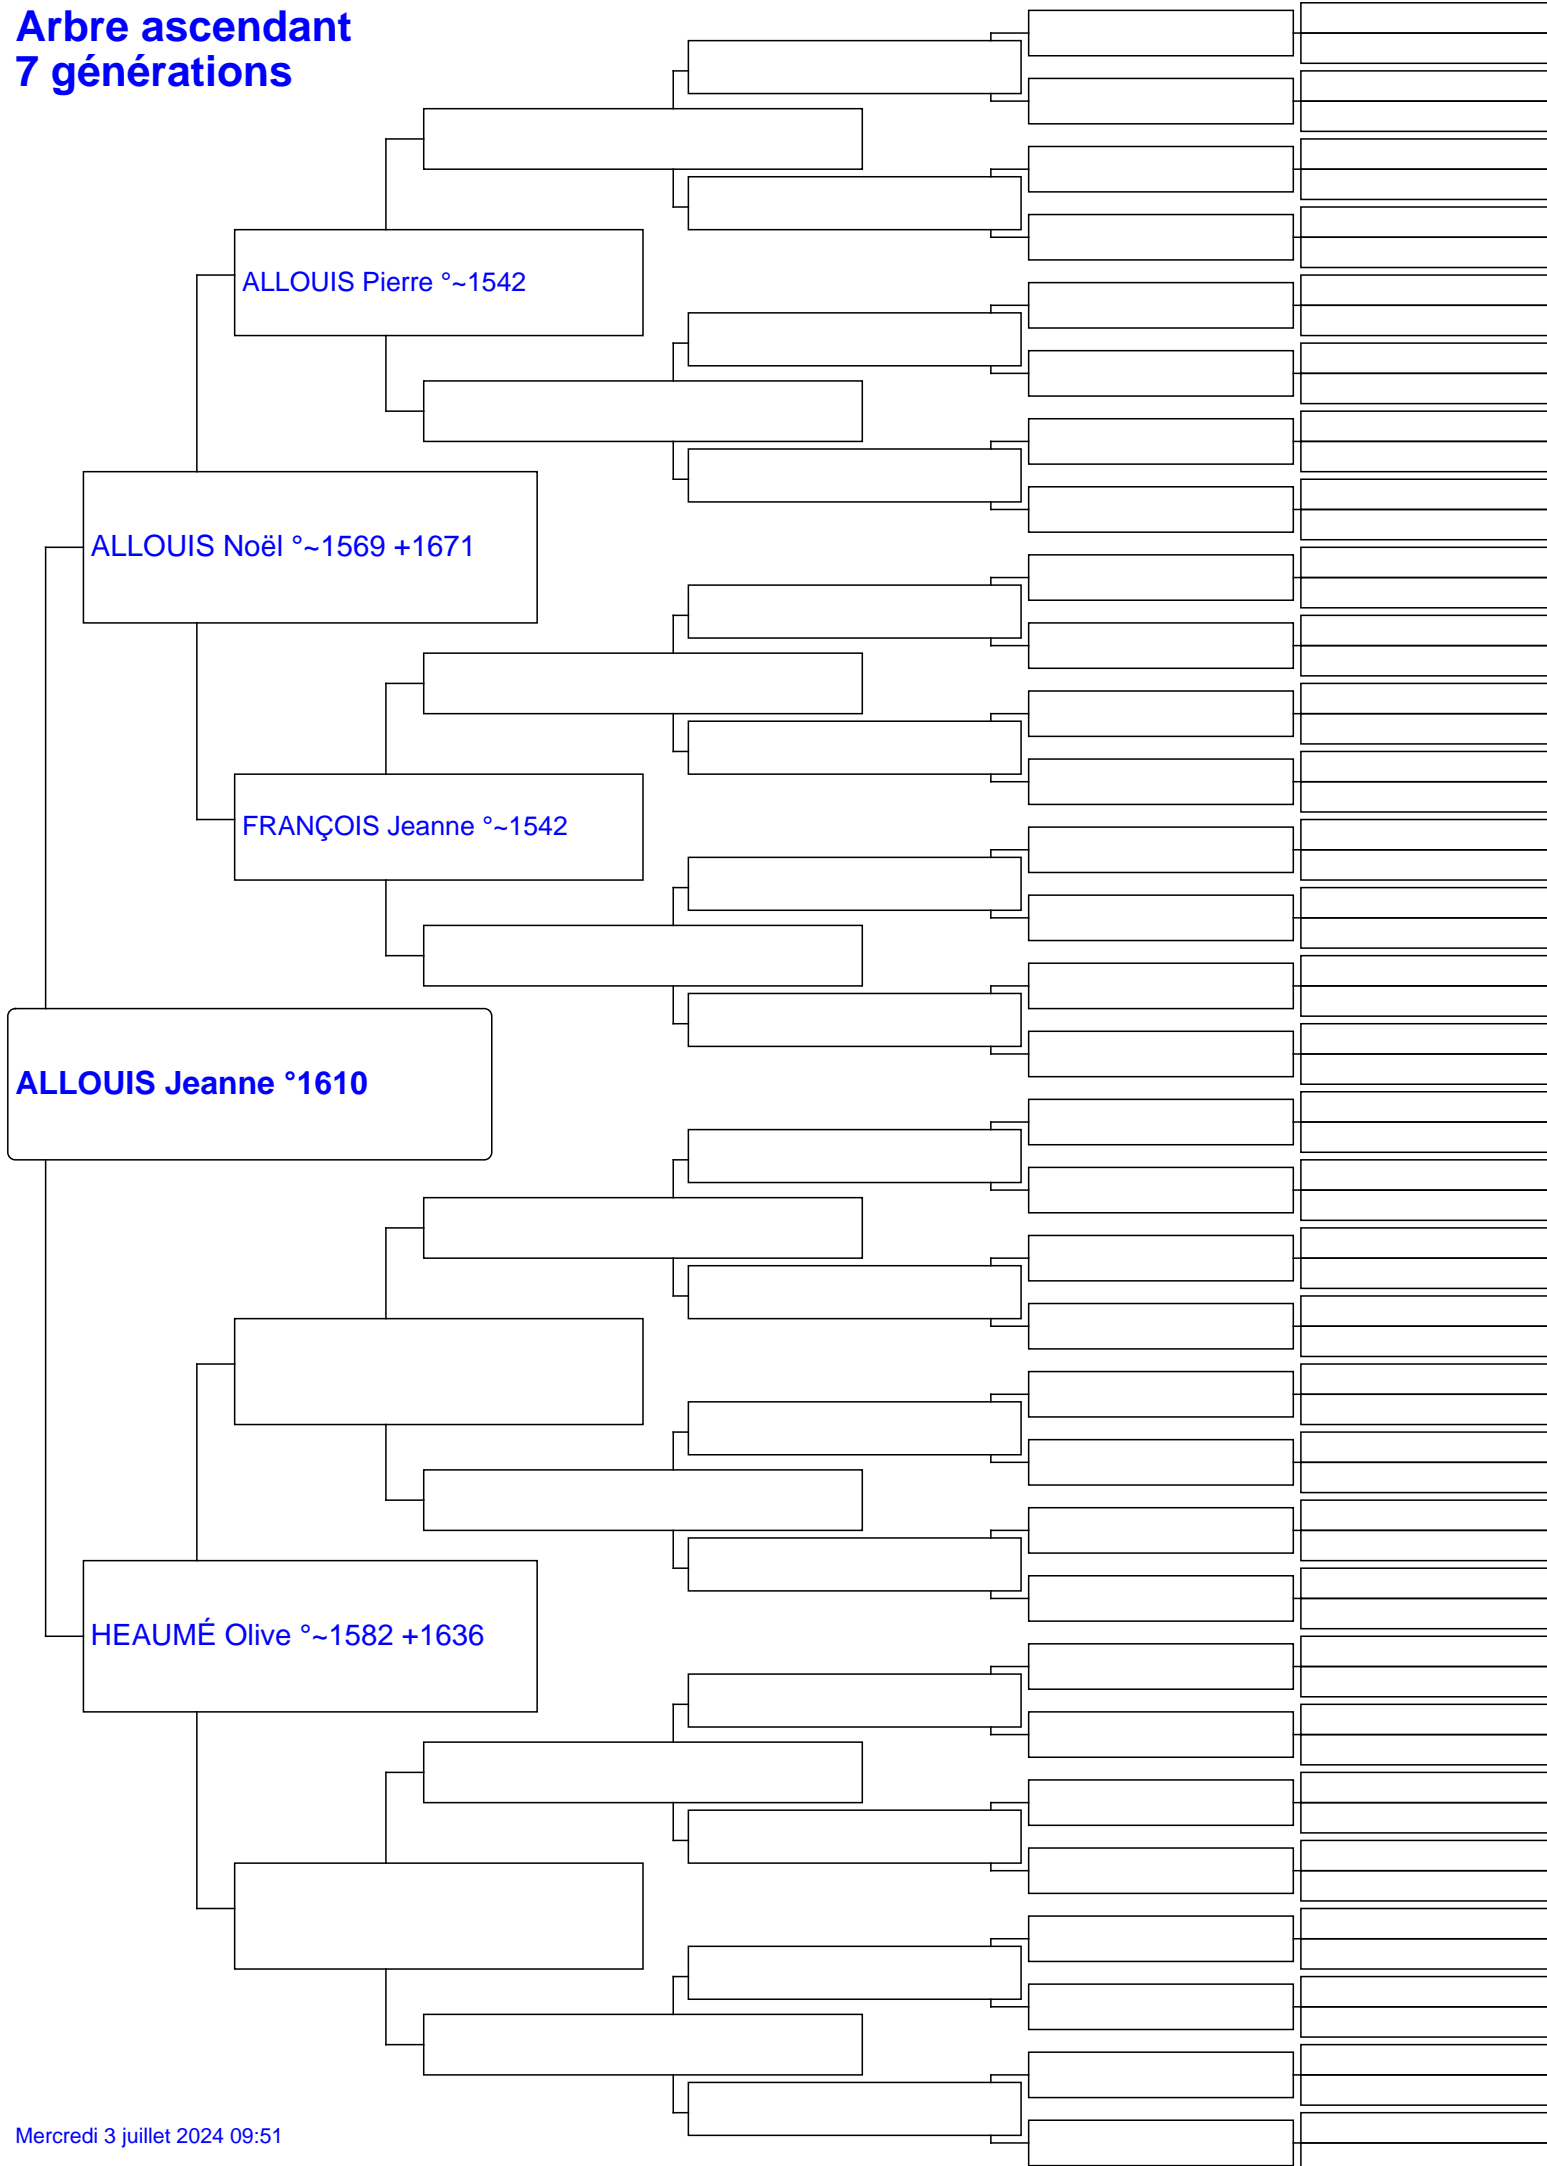 Arbre ascendant
7 générations
ALLOUIS Pierre °~1542
ALLOUIS Noël °~1569 +1671
FRANÇOIS Jeanne °~1542
ALLOUIS Jeanne °1610
HEAUMÉ Olive °~1582 +1636
Mercredi 3 juillet 2024 09:51